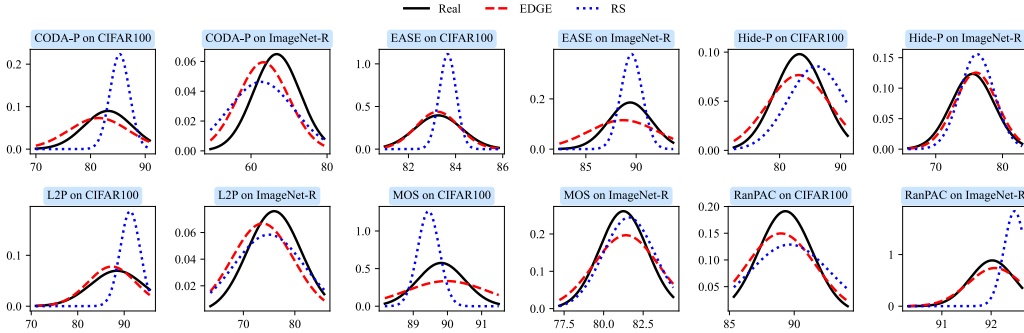 Real EDGE RS
CODA-P on CIFAR100 CODA-P on ImageNet-R EASE on CIFAR100 EASE on ImageNet-R Hide-P on CIFAR100 Hide-P on ImageNet-R
0.2 0.1 0.0 70 80 90
0.06 0.04 0.02 0.00 60 80
1.0 0.5 0.0 82 84 86
0.2 0.0 85 90
0.10 0.05 0.00 80 90
0.15 0.10 0.05 0.00 70 80
L2P on CIFAR100 L2P on ImageNet-R MOS on CIFAR100 MOS on ImageNet-R RanPAC on CIFAR100 RanPAC on ImageNet-R
0.1 0.0 70 80 90
0.06 0.04 0.02 70 80
1.5 1.0 0.5 0.0 89 90 91
0.2 0.1 0.0 77.5 80.0 82.5
0.20 0.15 0.10 0.05 0.00 85 90
1 0 91 92